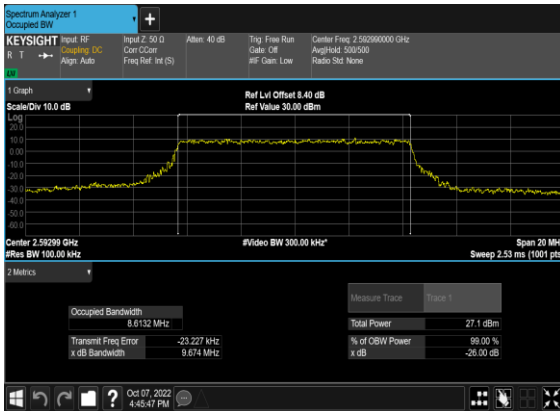 Spectrum Analyzer 1
Occupied BW
KEYSIGHT Input: RF Input Z: 50 Ω Atten: 40 dB Trig: Free Run Center Freq: 2.592990000 GHz
R T Coupling: DC Corr CCorr Gate: Off Avg|Hold: 500/500
Align: Auto Freq Ref: Int (S) #IF Gain: Low Radio Std: None
LXI
1 Graph
Ref Lvl Offset 8.40 dB
Scale/Div 10.0 dB Ref Value 30.00 dBm
Log
20.0
10.0
0.00
-10.0
-20.0
-30.0
-40.0
-50.0
-60.0
Center 2.59299 GHz #Video BW 300.00 kHz* Span 20 MH
#Res BW 100.00 kHz Sweep 2.53 ms (1001 pts
2 Metrics
Measure Trace Trace 1
Occupied Bandwidth
8.6132 MHz Total Power 27.1 dBm
Transmit Freq Error -23.227 kHz % of OBW Power 99.00 %
x dB Bandwidth 9.674 MHz x dB -26.00 dB
Oct 07, 2022
4:45:47 PM